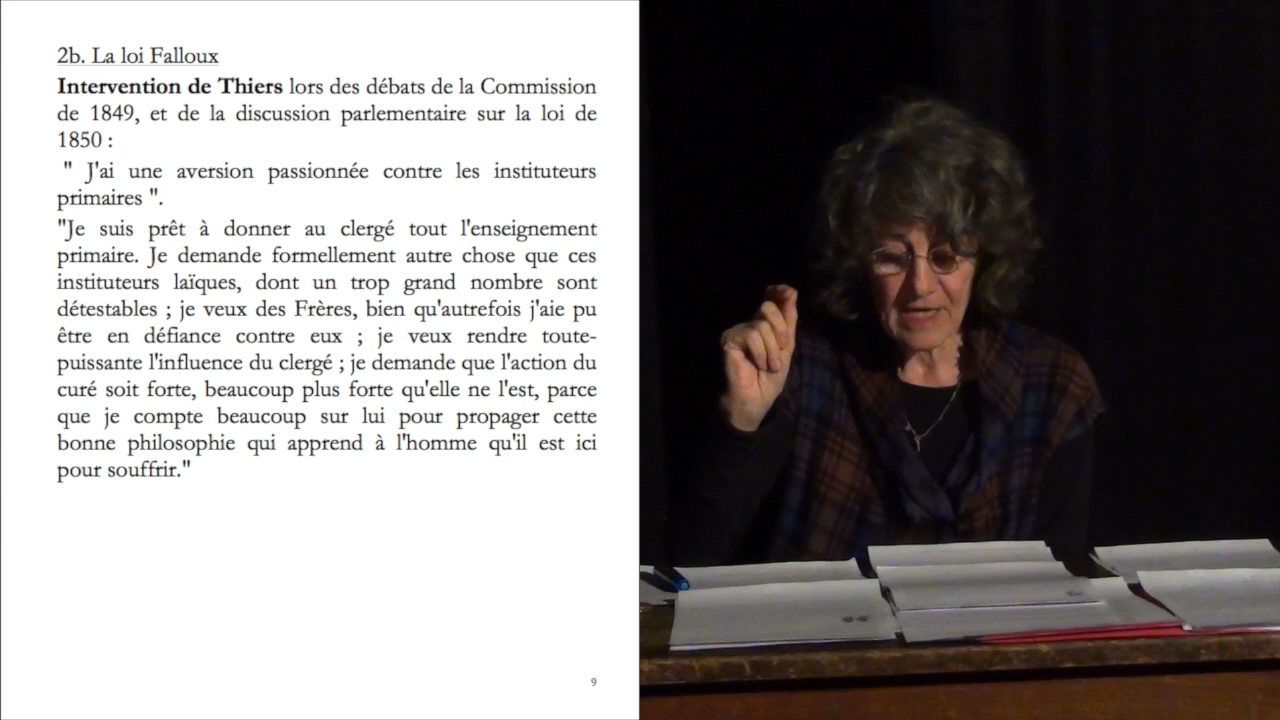 2b. La loi Falloux
Intervention de Thiers lors des débats de la Commission
de 1849, et de la discussion parlementaire sur la loi de
1850 :
" J'ai une aversion passionnée contre les instituteurs
primaires ".
"Je suis prêt à donner au clergé tout l'enseignement
primaire. Je demande formellement autre chose que ces
instituteurs laïques, dont un trop grand nombre sont
détestables ; je veux des Frères, bien qu'autrefois j'aie pu
être en défiance contre eux ; je veux rendre toute-
puissante l'influence du clergé ; je demande que l'action du
curé soit forte, beaucoup plus forte qu'elle ne l'est, parce
que je compte beaucoup sur lui pour propager cette
bonne philosophie qui apprend à l'homme qu'il est ici
pour souffrir."
9